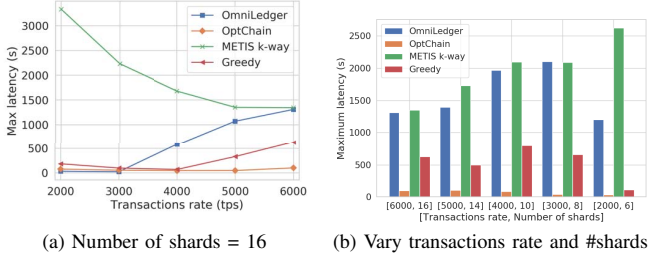 3000
2500
2000
1500
1000
500
0
Max latency (s)
OmniLedger
OptChain
METIS k-way
Greedy
2000 3000 4000 5000 6000
Transactions rate (tps)
(a) Number of shards = 16
2500
2000
1500
1000
500
0
Maximum latency (s)
OmniLedger
OptChain
METIS k-way
Greedy
[6000, 16] [5000, 14] [4000, 10] [3000, 8] [2000, 6]
[Transactions rate, Number of shards]
(b) Vary transactions rate and #shards